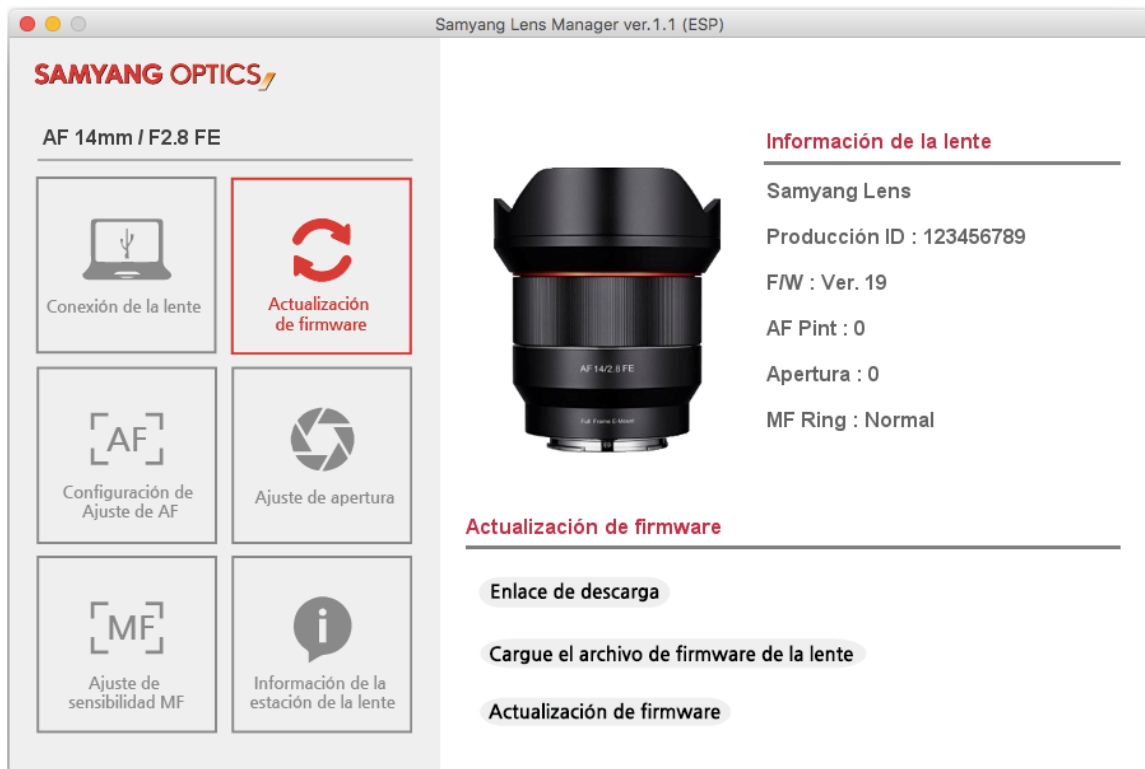 Samyang Lens Manager ver.1.1 (ESP)
SAMYANG OPTICS
AF 14mm / F2.8 FE
Conexión de la lente
Actualización
de firmware
Configuración de
Ajuste de AF
AF
Ajuste de apertura
MF
Ajuste de
sensibilidad MF
i
Información de la
estación de la lente
AF 14/2.8 FE
Full Frame E-Mount
Información de la lente
Samyang Lens
Producción ID : 123456789
F/W : Ver. 19
AF Pint : 0
Apertura : 0
MF Ring : Normal
Actualización de firmware
Enlace de descarga
Cargue el archivo de firmware de la lente
Actualización de firmware